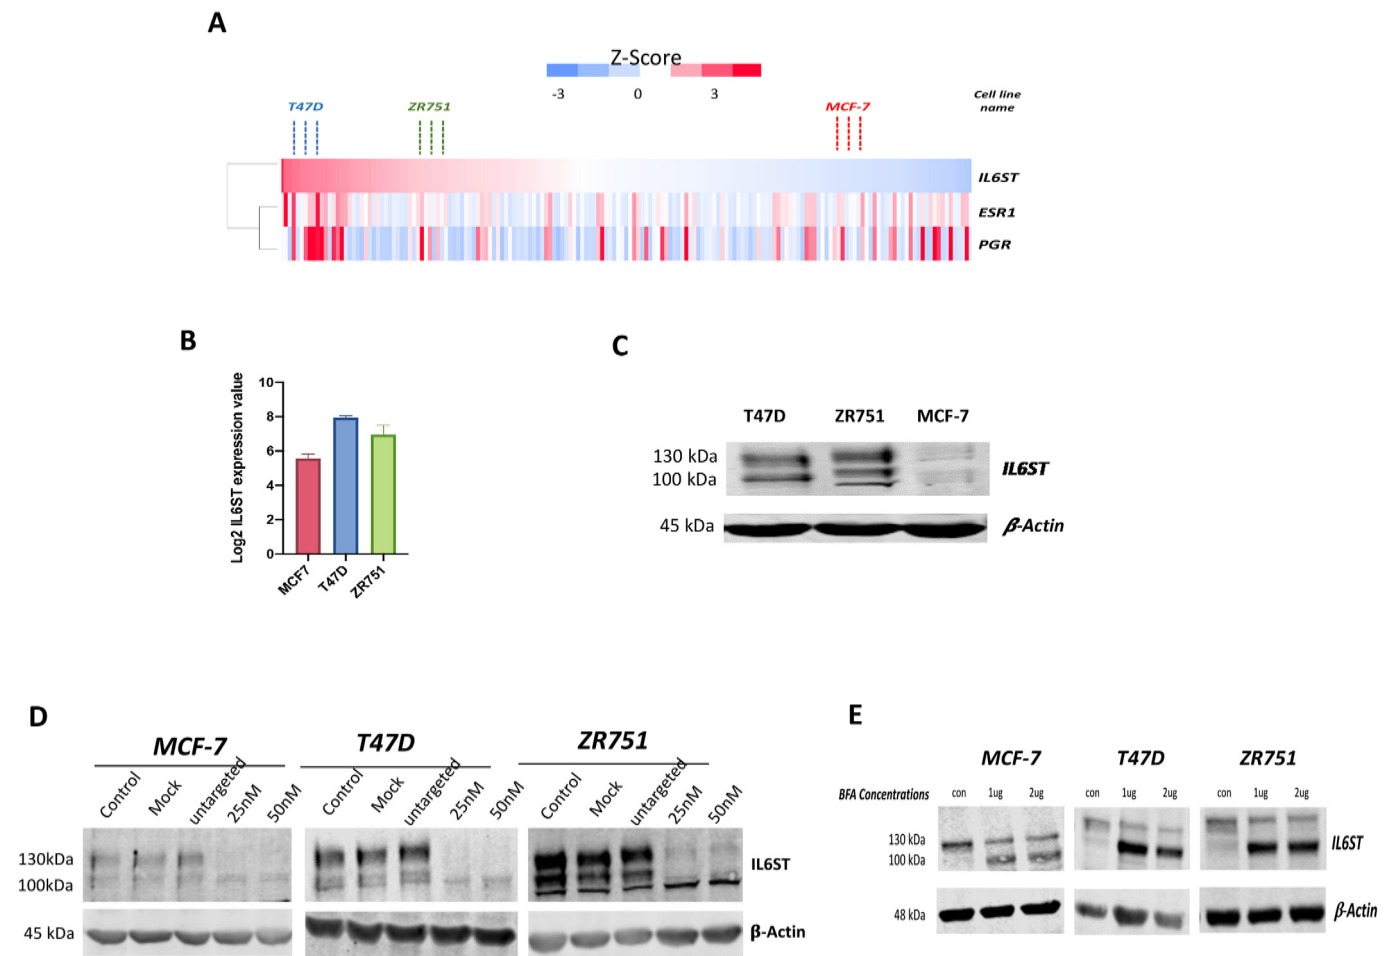 A
Z-Score
-3 0 3
T47D ZR751 MCF-7 Cell line
name
IL6ST
ESR1
PGR
B
Log2 IL6ST expression value
10
8
6
4
2
0
MCF7 T47D ZR751
C
T47D ZR751 MCF-7
130 kDa
100 kDa
IL6ST
45 kDa
β-Actin
D
MCF-7 T47D ZR751
Control Mock untargeted 25nM 50nM Control Mock untargeted 25nM 50nM Control Mock untargeted 25nM 50nM
130kDa
100kDa
IL6ST
45 kDa
β-Actin
E
MCF-7 T47D ZR751
BFA Concentrations con 1ug 2ug con 1ug 2ug con 1ug 2ug
130 kDa
100 kDa
IL6ST
48 kDa
β-Actin